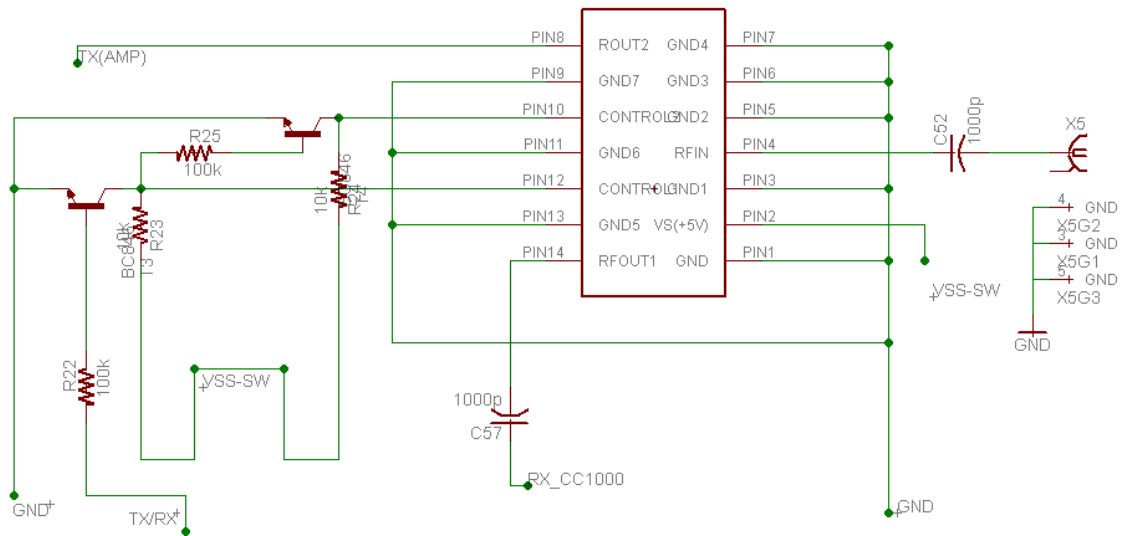 TX(AMP)
PIN8
ROUT2
GND4
PIN7
PIN9
GND7
GND3
PIN6
PIN10
GND2
PIN5
PIN11
GND6
RFIN
PIN4
PIN12
GND1
PIN3
PIN13
GND5
VS(+5V)
PIN2
PIN14
RFOUT1
GND
PIN1
C52
1000p
X5
4
GND
X5G2
3
GND
X5G1
5
GND
X5G3
GND
VSS-SW
R25
100k
10k
R23
T3
R22
100k
VSS-SW
1000p
C57
RX_CC1000
GND
TX/RX
GND